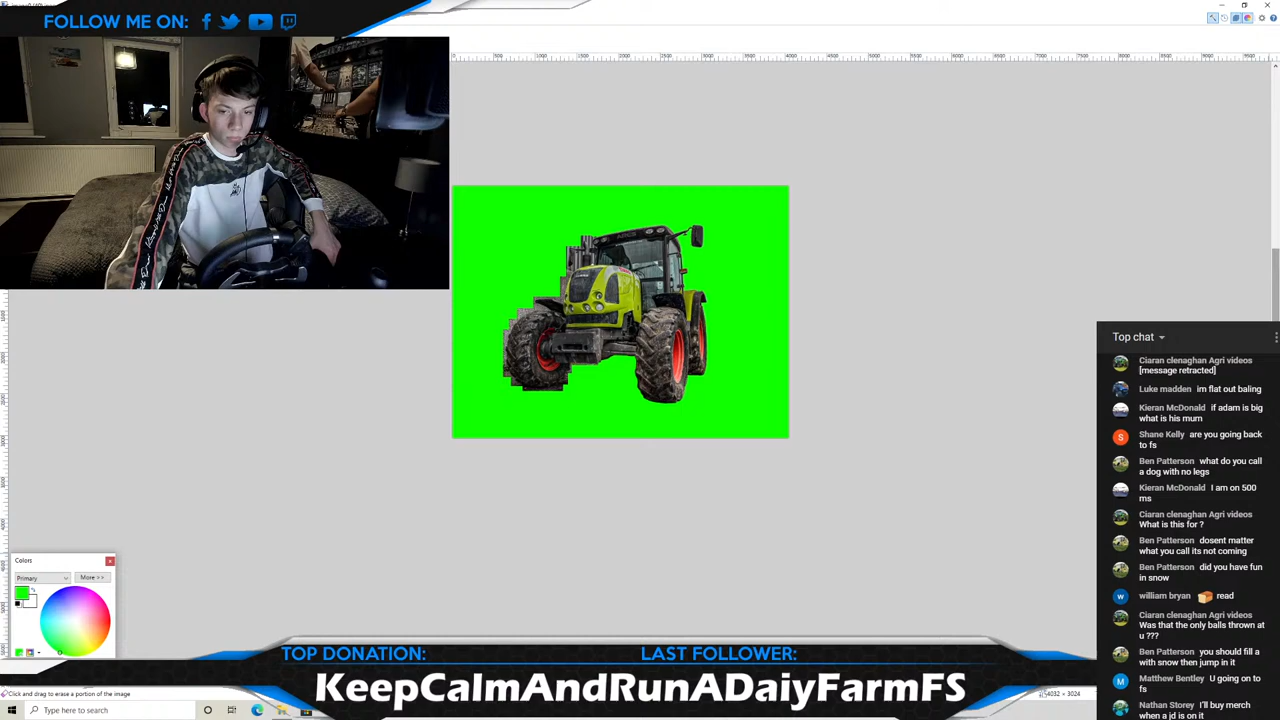 FOLLOW ME ON:
Top chat
Ciaran clenaghan Agri videos
[message retracted]
Luke madden im flat out baling
Kieran McDonald if adam is big
what is his mum
Shane Kelly are you going back
to fs
Ben Patterson what do you call
a dog with no legs
Kieran McDonald I am on 500
ms
Ciaran clenaghan Agri videos
What is this for ?
Ben Patterson dosent matter
what you call its not coming
Ben Patterson did you have fun
in snow
william bryan 🍞 read
Ciaran clenaghan Agri videos
Was that the only balls thrown at
u ???
Ben Patterson you should fill a
with snow then jump in it
Matthew Bentley U going on to
fs
Nathan Storey I'll buy merch
when a jd is on it
Colors
Primary
More >>
TOP DONATION:
LAST FOLLOWER:
KeepCalmAndRunADaiyFarmFS
Click and drag to erase a portion of the image
4032 × 3024
Type here to search